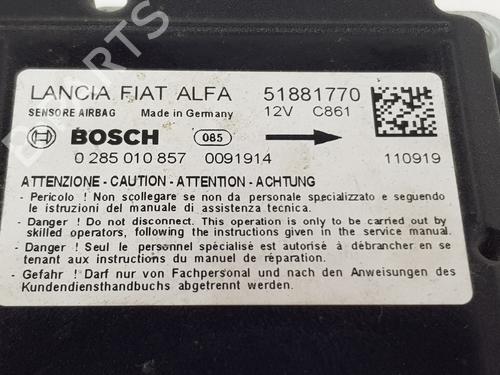 LANCIA FIAT ALFA 51881770
SENSORE AIRBAG Made in Germany 12V C861
BOSCH 085
0 285 010 857 0091914 110919
ATTENZIONE - CAUTION - ATTENTION - ACHTUNG
- Pericolo ! Non scollegare se non da personale specializzato e seguendo
le istruzioni del manuale di assistenza tecnica.
- Danger ! Do not disconnect. This operation is only to be carried out by
skilled operators, following the instructions given in the service manual.
- Danger ! Seul le personnel spécialisé est autorisé à débrancher en se
tenant aux instructions du manuel de réparation.
- Gefahr ! Darf nur von Fachpersonal und nach den Anweisungen des
Kundendiensthandbuchs abgetrennt werden.